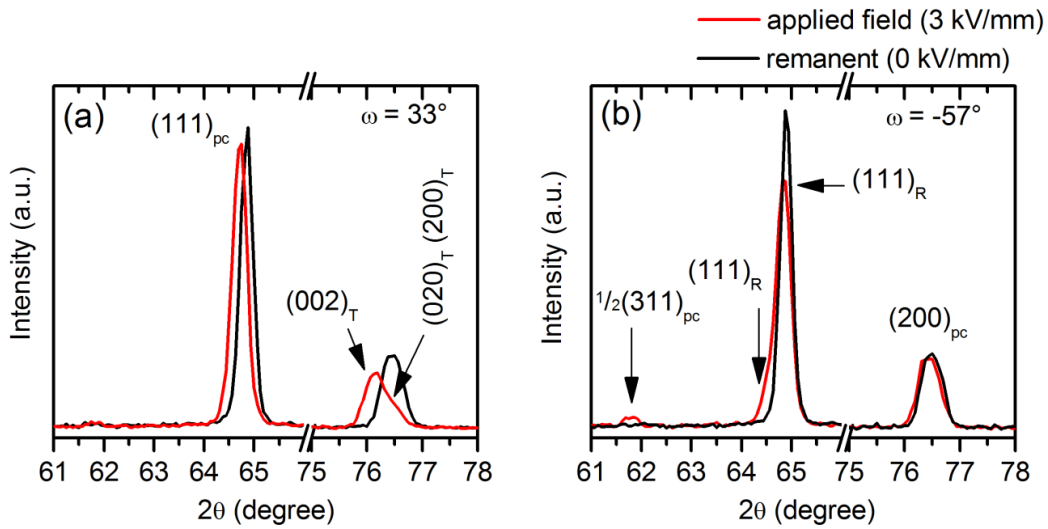 applied field (3 kV/mm)
remanent (0 kV/mm)
(a)
ω = 33°
(111)pc
(002)T
(020)T (200)T
Intensity (a.u.)
61 62 63 64 65 75 76 77 78
2θ (degree)
(b)
ω = -57°
(111)R
(111)R
1/2(311)pc
(200)pc
Intensity (a.u.)
61 62 63 64 65 75 76 77 78
2θ (degree)